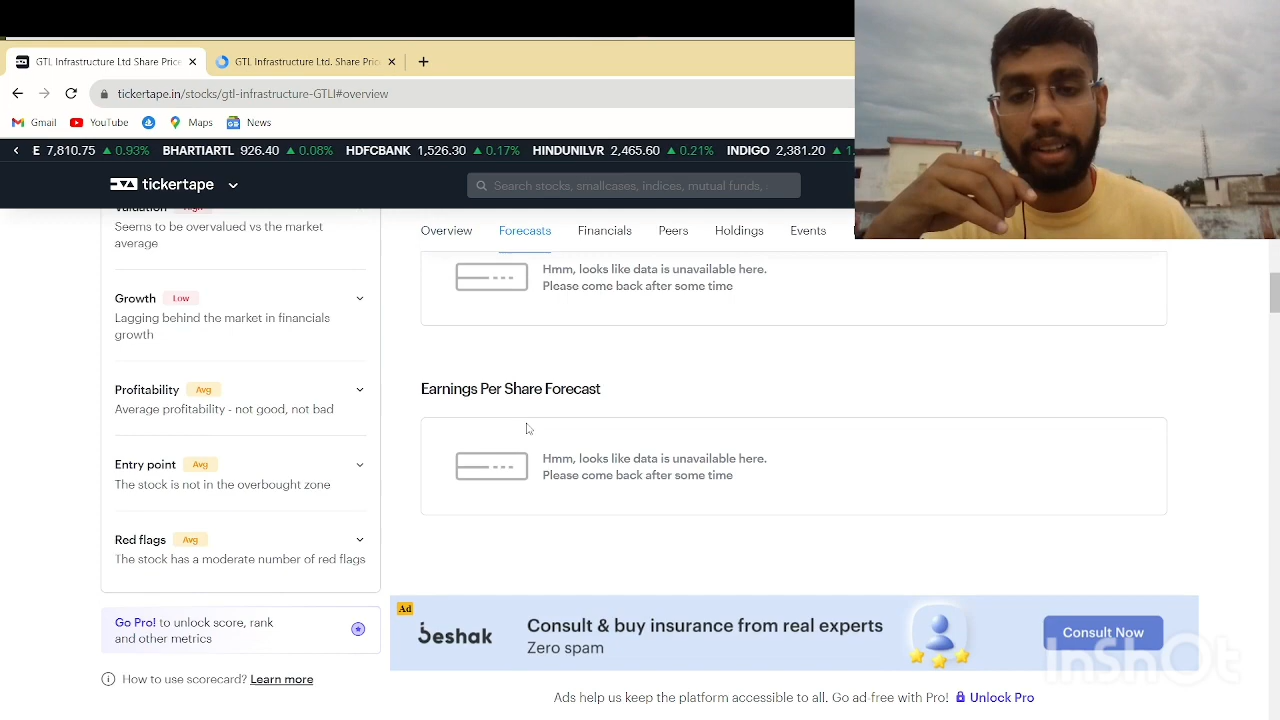 GTL Infrastructure Ltd Share Price
GTL Infrastructure Ltd. Share Pric
tickertape.in/stocks/gtl-infrastructure-GTLI#overview
Gmail YouTube Maps News
E 7,810.75 0.93% BHARTIARTL 926.40 0.08% HDFCBANK 1,526.30 0.17% HINDUNILVR 2,465.60 0.21% INDIGO 2,381.20 1.
tickertape
Search stocks, smallcases, indices, mutual funds,
Overview Forecasts Financials Peers Holdings Events
Valuation High
Seems to be overvalued vs the market
average
Growth Low
Lagging behind the market in financials
growth
Profitability Avg
Average profitability - not good, not bad
Entry point Avg
The stock is not in the overbought zone
Red flags Avg
The stock has a moderate number of red flags
Go Pro! to unlock score, rank
and other metrics
How to use scorecard? Learn more
Hmm, looks like data is unavailable here.
Please come back after some time
Earnings Per Share Forecast
Hmm, looks like data is unavailable here.
Please come back after some time
Ad
beshak
Consult & buy insurance from real experts
Zero spam
Consult Now
Ads help us keep the platform accessible to all. Go ad-free with Pro! Unlock Pro
InShOt